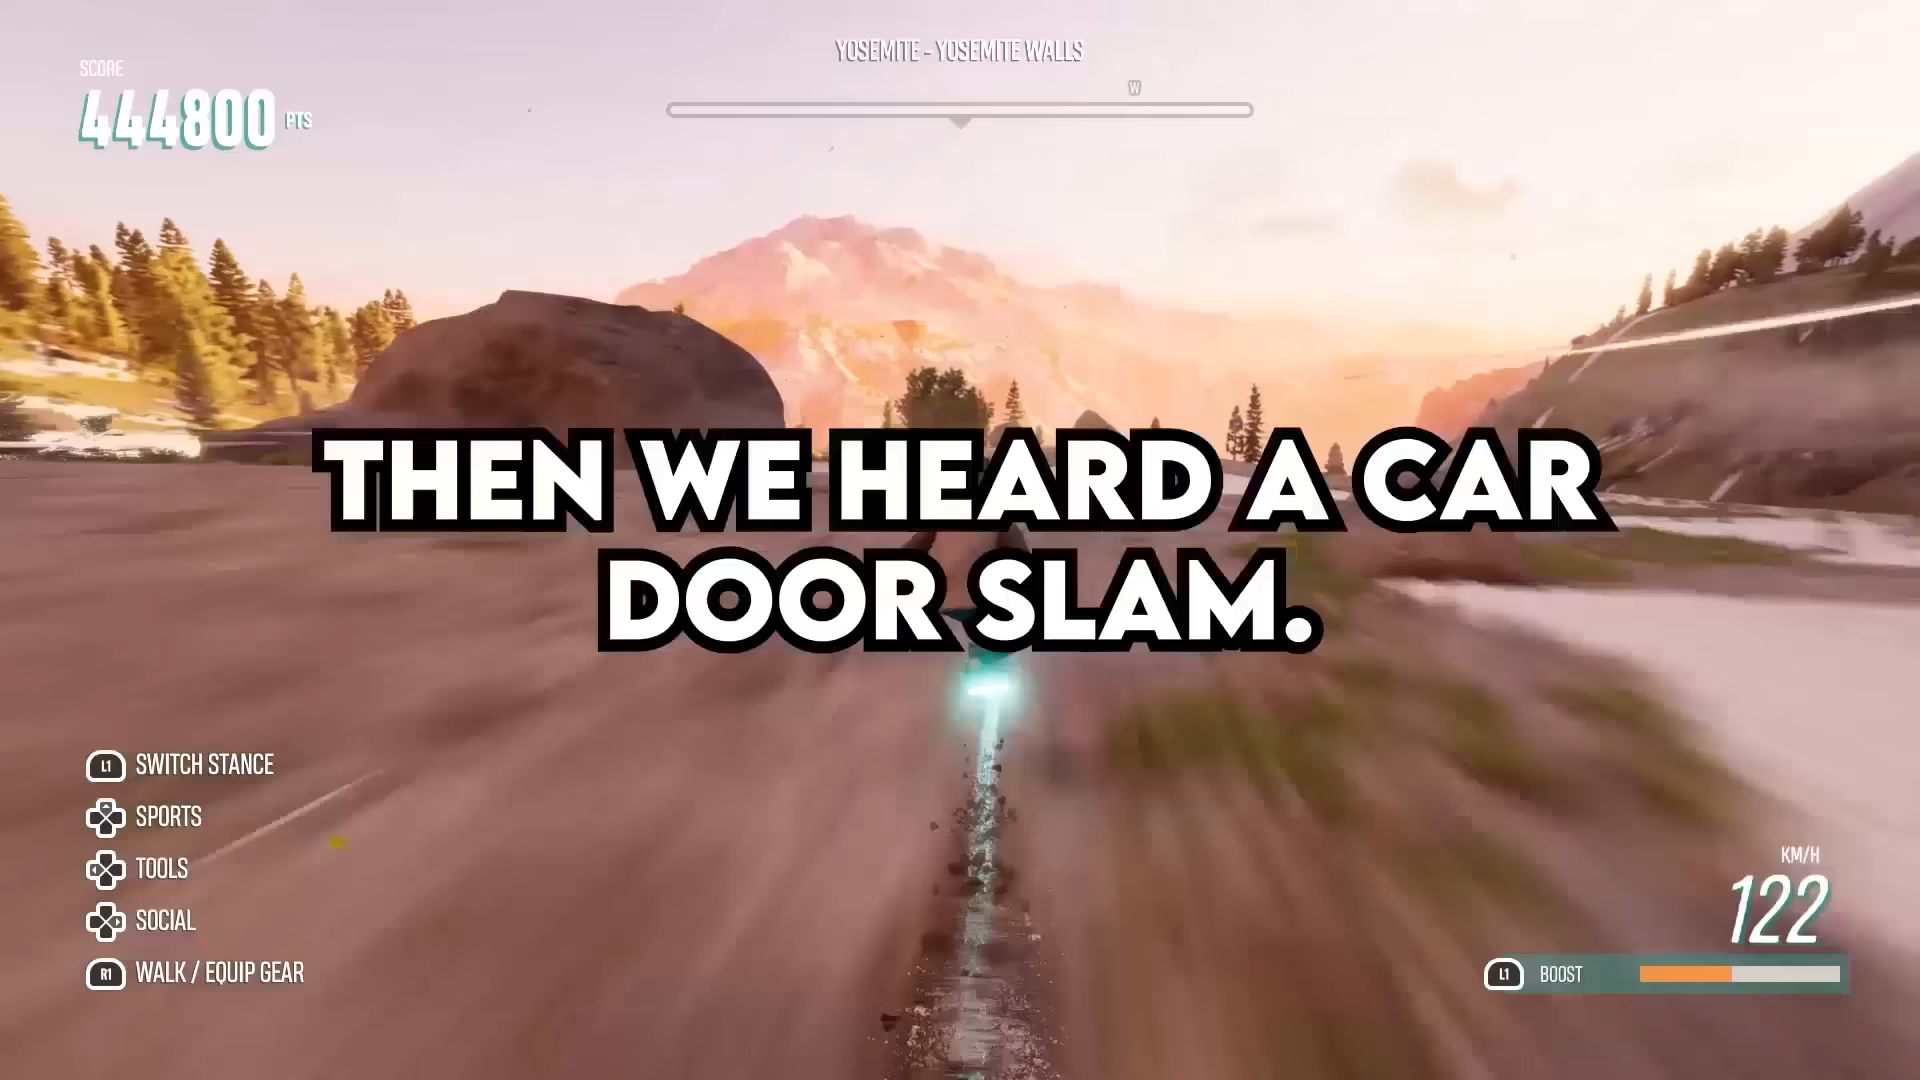 YOSEMITE - YOSEMITE WALLS
SCORE
444800 PTS
W
THEN WE HEARD A CAR
DOOR SLAM.
L1 SWITCH STANCE
SPORTS
TOOLS
SOCIAL
R1 WALK / EQUIP GEAR
KM/H
122
L1 BOOST